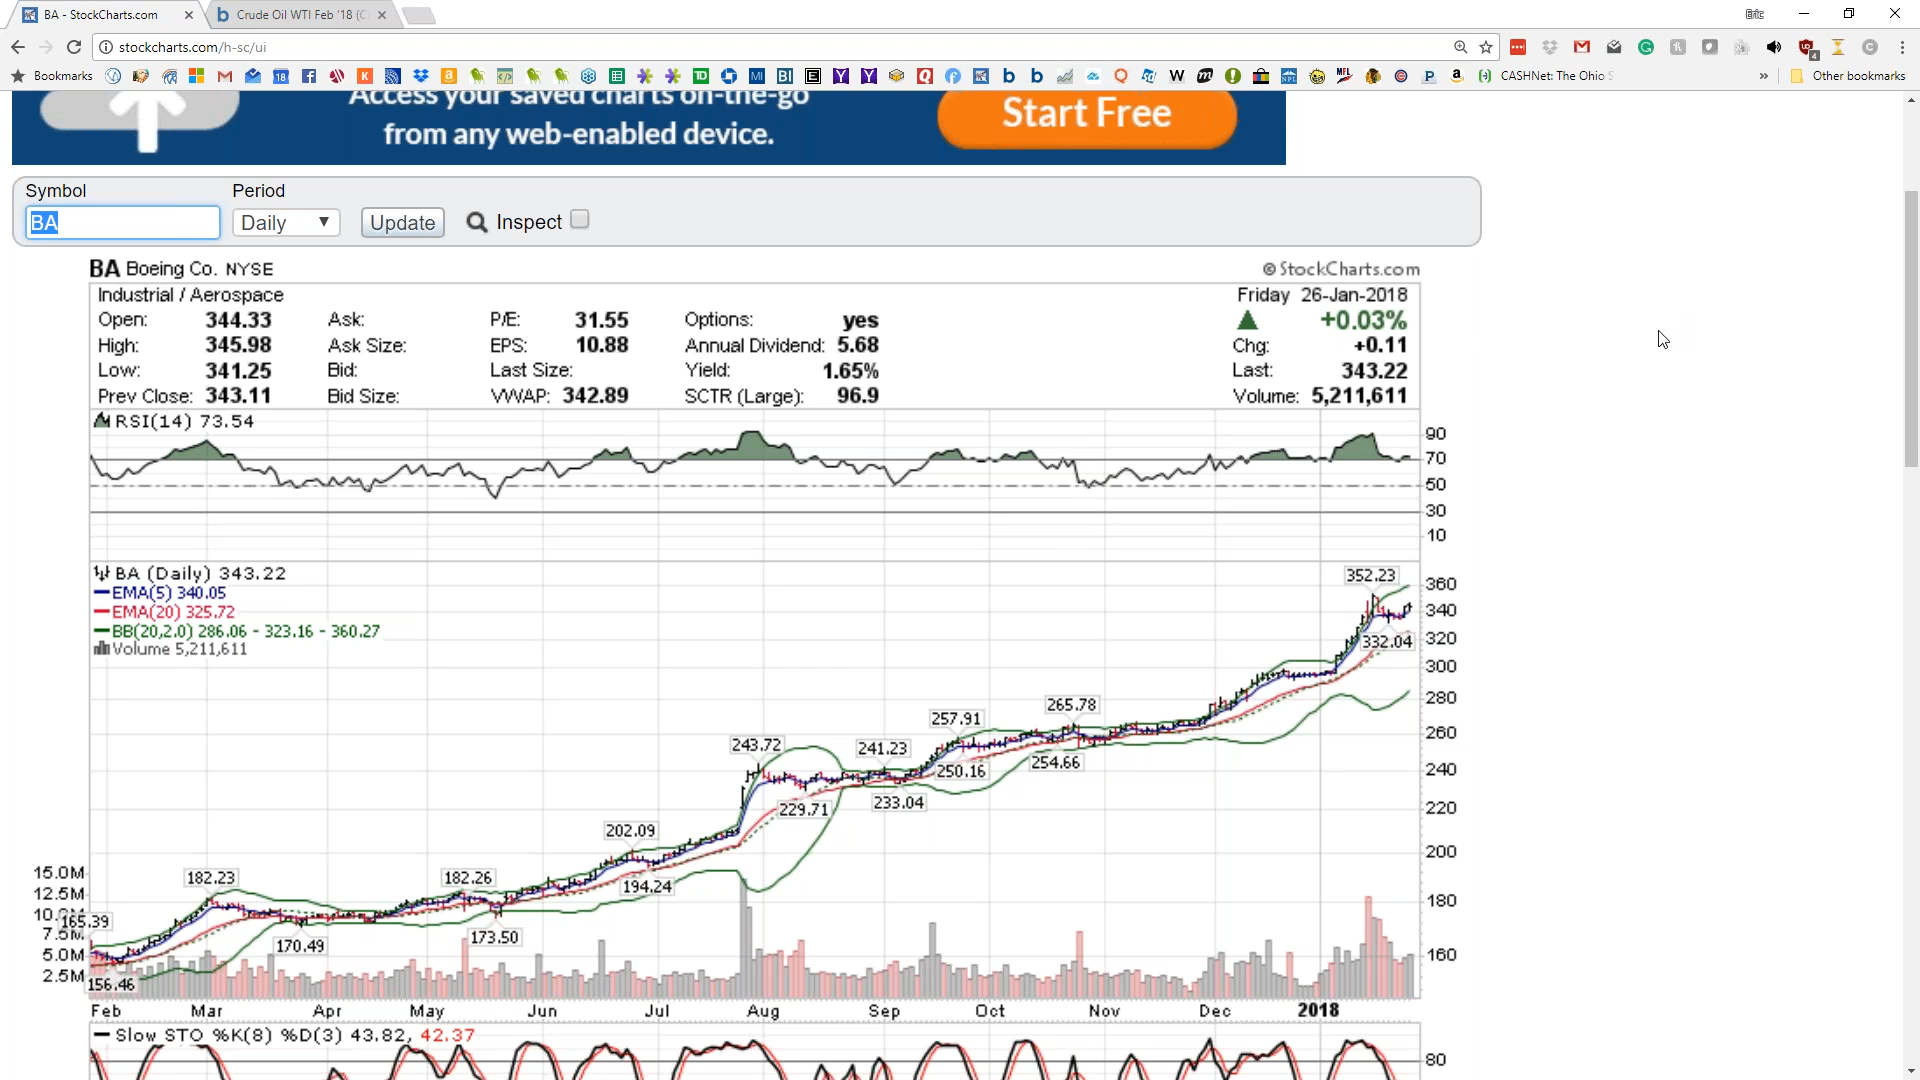 BA - StockCharts.com
Crude Oil WTI Feb '18 (C
Eric
stockcharts.com/h-sc/ui
Bookmarks
CASHNet: The Ohio S
Other bookmarks
Access your saved charts on-the-go
from any web-enabled device.
Start Free
Symbol Period
BA Daily Update Inspect
BA Boeing Co. NYSE © StockCharts.com
Industrial / Aerospace Friday 26-Jan-2018
Open: 344.33 Ask: P/E: 31.55 Options: yes +0.03%
High: 345.98 Ask Size: EPS: 10.88 Annual Dividend: 5.68 Chg: +0.11
Low: 341.25 Bid: Last Size: Yield: 1.65% Last: 343.22
Prev Close: 343.11 Bid Size: VWAP: 342.89 SCTR (Large): 96.9 Volume: 5,211,611
RSI(14) 73.54
90
70
50
30
10
BA (Daily) 343.22
EMA(5) 340.05
EMA(20) 325.72
BB(20,2.0) 286.06 - 323.16 - 360.27
Volume 5,211,611
352.23
360
340
332.04
320
300
280
265.78
257.91
260
254.66
250.16
243.72
241.23
240
233.04
229.71
220
202.09
200
194.24
182.23
182.26
180
173.50
170.49
165.39
160
156.46
15.0M
12.5M
7.5M
5.0M
2.5M
Feb Mar Apr May Jun Jul Aug Sep Oct Nov Dec 2018
Slow STO %K(8) %D(3) 43.82, 42.37
80